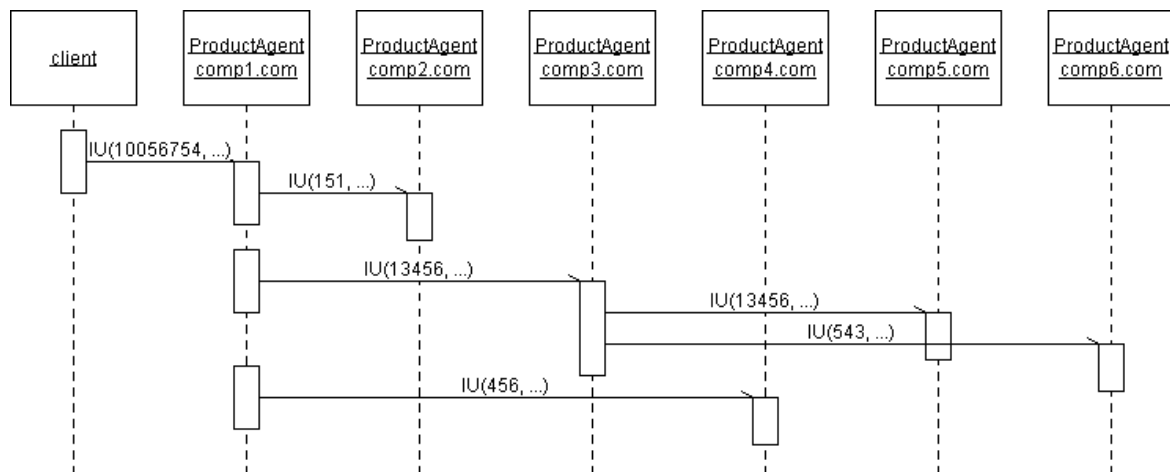 client
ProductAgent
comp1.com
ProductAgent
comp2.com
ProductAgent
comp3.com
ProductAgent
comp4.com
ProductAgent
comp5.com
ProductAgent
comp6.com
IU(10056754, ...)
IU(151, ...)
IU(13456, ...)
IU(13456, ...)
IU(543, ...)
IU(456, ...)